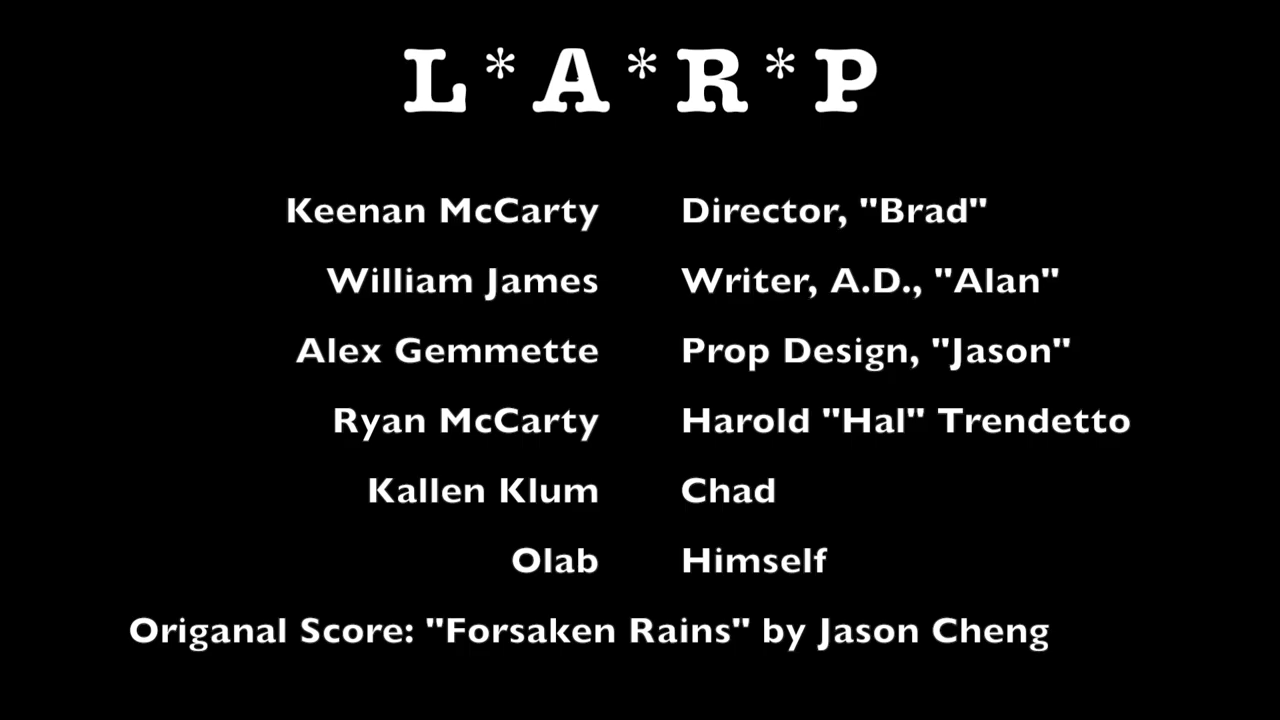 L*A*R*P
Keenan McCarty Director, "Brad"
William James Writer, A.D., "Alan"
Alex Gemmette Prop Design, "Jason"
Ryan McCarty Harold "Hal" Trendetto
Kallen Klum Chad
Olab Himself
Origanal Score: "Forsaken Rains" by Jason Cheng